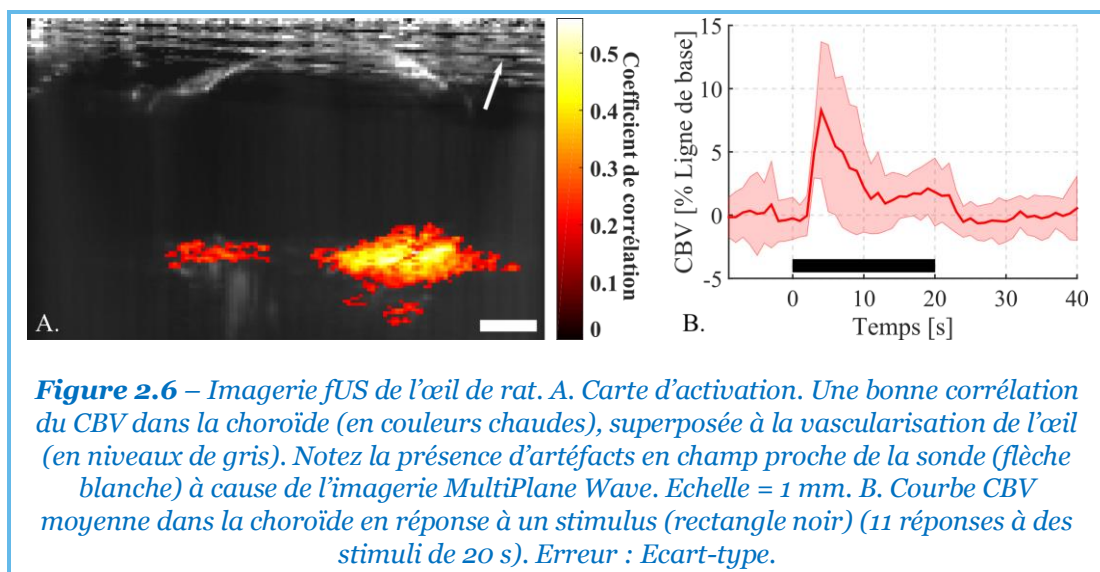 0.5
0.4
0.3
0.2
0.1
0
Coefficient de corrélation
A.
15
10
5
0
-5
CBV [% Ligne de base]
0 10 20 30 40
B.
Temps [s]
Figure 2.6 – Imagerie fUS de l’œil de rat. A. Carte d’activation. Une bonne corrélation
du CBV dans la choroïde (en couleurs chaudes), superposée à la vascularisation de l’œil
(en niveaux de gris). Notez la présence d’artéfacts en champ proche de la sonde (flèche
blanche) à cause de l’imagerie MultiPlane Wave. Echelle = 1 mm. B. Courbe CBV
moyenne dans la choroïde en réponse à un stimulus (rectangle noir) (11 réponses à des
stimuli de 20 s). Erreur : Ecart-type.